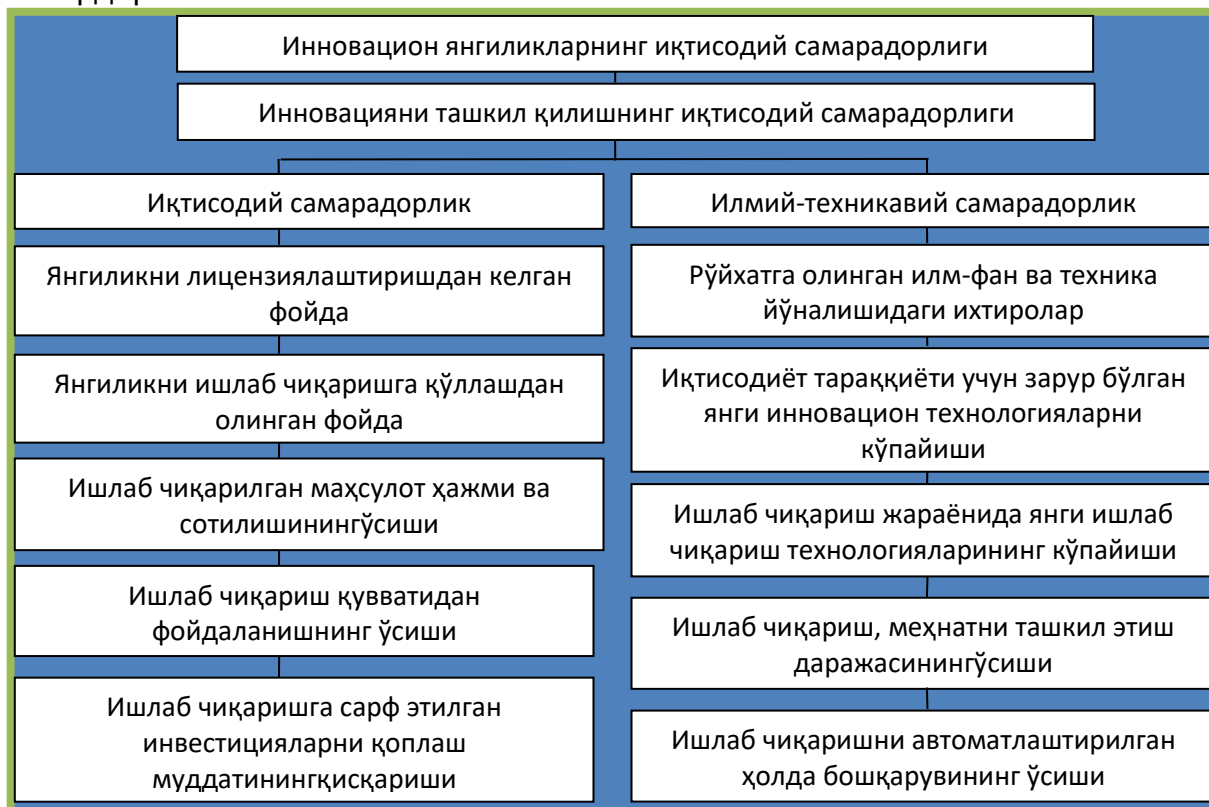 Инновацион янгиликларнинг иқтисодий самарадорлиги
Инновацияни ташкил қилишнинг иқтисодий самарадорлиги
Иқтисодий самарадорлик
Янгиликни лицензиялаштиришдан келган
фойда
Янгиликни ишлаб чиқаришга қўллашдан
олинган фойда
Ишлаб чиқарилган маҳсулот ҳажми ва
сотилишинингўсиши
Ишлаб чиқариш қувватидан
фойдаланишнинг ўсиши
Ишлаб чиқаришга сарф этилган
инвестицияларни қоплаш
муддатинингқисқариши
Илмий-техникавий самарадорлик
Рўйхатга олинган илм-фан ва техника
йўналишидаги ихтиролар
Иқтисодиёт тараққиёти учун зарур бўлган
янги инновацион технологияларни
кўпайиши
Ишлаб чиқариш жараёнида янги ишлаб
чиқариш технологияларининг кўпайиши
Ишлаб чиқариш, меҳнатни ташкил этиш
даражасинингўсиши
Ишлаб чиқаришни автоматлаштирилган
ҳолда бошқарувининг ўсиши